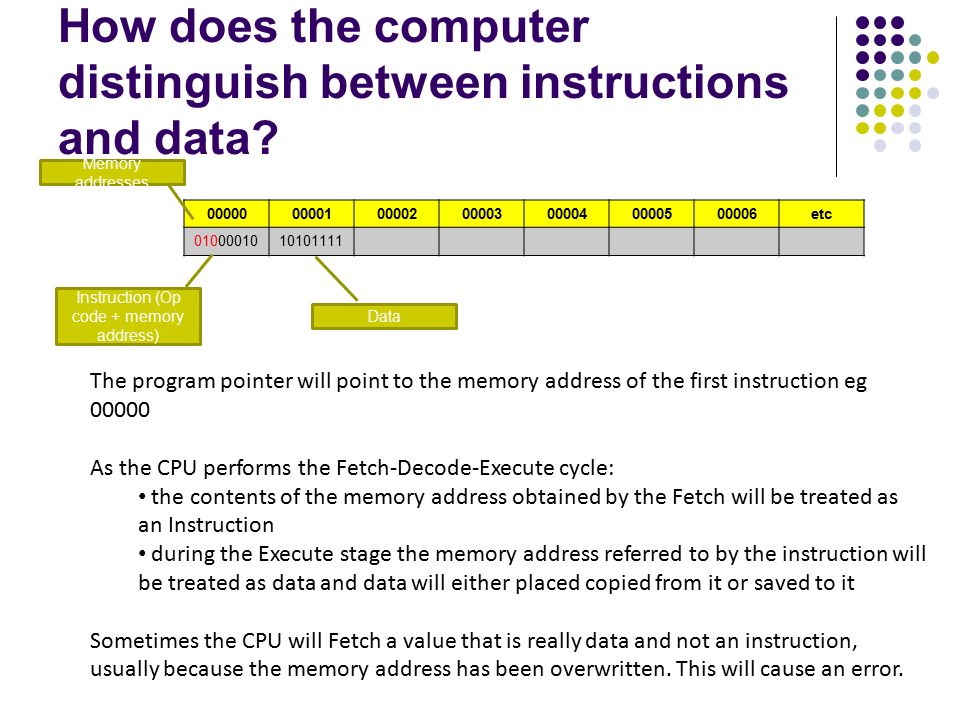 How does the computer
distinguish between instructions
and data?
Memory
addresses
00000 00001 00002 00003 00004 00005 00006 etc
01000010 10101111
Instruction (Op
code + memory
address)
Data
The program pointer will point to the memory address of the first instruction eg
00000
As the CPU performs the Fetch-Decode-Execute cycle:
• the contents of the memory address obtained by the Fetch will be treated as
an Instruction
• during the Execute stage the memory address referred to by the instruction will
be treated as data and data will either placed copied from it or saved to it
Sometimes the CPU will Fetch a value that is really data and not an instruction,
usually because the memory address has been overwritten. This will cause an error.